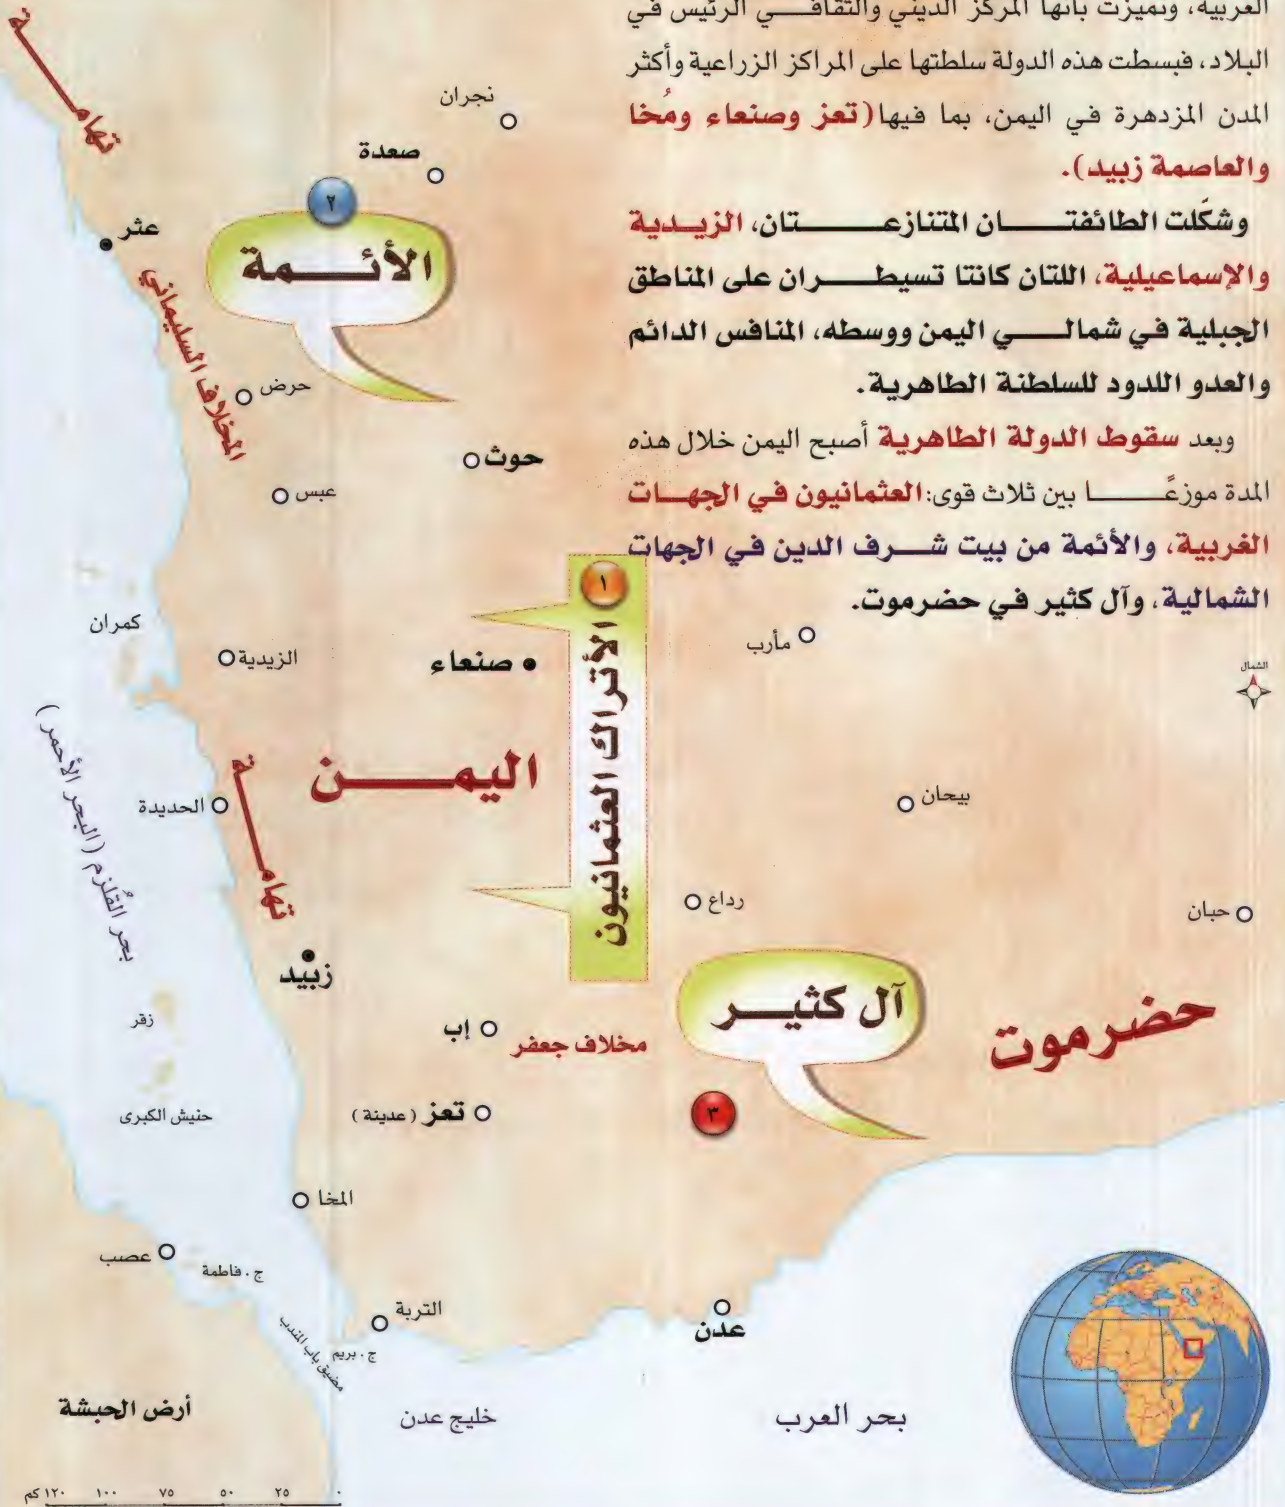 العربية، وتميزت بأنها المركز الديني والثقافي الرئيس في
البلاد، فبسطت هذه الدولة سلطتها على المراكز الزراعية وأكثر
المدن المزدهرة في اليمن، بما فيها (تعز وصنعاء ومُخا
والعاصمة زبيد).
وشكّلت الطائفتان المتنازعتان، الزيدية
والإسماعيلية، اللتان كانتا تسيطران على المناطق
الجبلية في شمالي اليمن ووسطه، المنافس الدائم
والعدو اللدود للسلطنة الطاهرية.
وبعد سقوط الدولة الطاهرية أصبح اليمن خلال هذه
المدة موزعًا بين ثلاث قوى: العثمانيون في الجهات
الغربية، والأئمة من بيت شرف الدين في الجهات
الشمالية، وآل كثير في حضرموت.
تهامة
نجران
صعدة
٢
الأئمة
عثر
المخلاف السليماني
حرض
حوث
عبس
١
الأتراك العثمانيون
كمران
الزيدية
صنعاء
مأرب
الشمال
بحر القُلزم (البحر الأحمر)
اليمن
تهامة
الحديدة
بيحان
رداع
حبان
زبيد
آل كثير
حضرموت
زقر
إب
مخلاف جعفر
حنيش الكبرى
تعز (عدينة)
٣
المخا
عصب
ج. فاطمة
التربة
عدن
ج. بريم
مضيق باب المندب
أرض الحبشة
خليج عدن
بحر العرب
١٢٠ كم ١٠٠ ٧٥ ٥٠ ٢٥ ٠